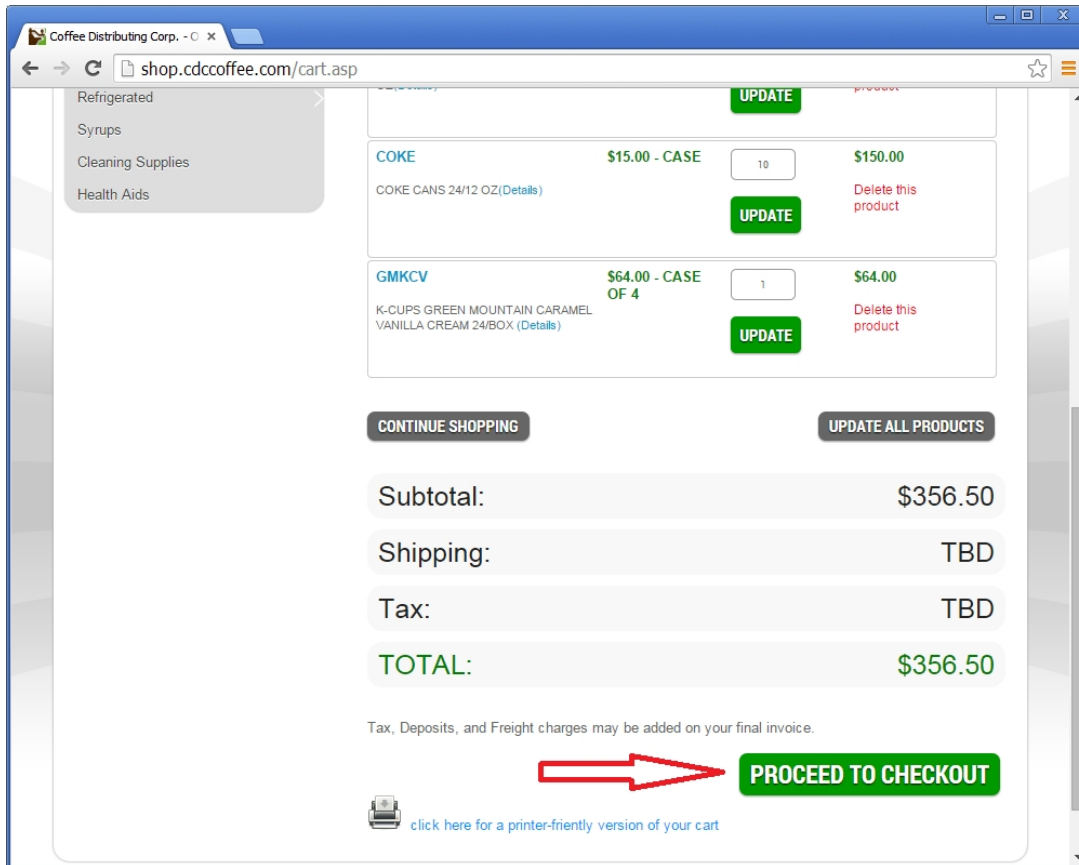 Coffee Distributing Corp. - O
shop.cdccoffee.com/cart.asp
Refrigerated
Syrups
Cleaning Supplies
Health Aids
UPDATE
product
COKE $15.00 - CASE 10 $150.00
COKE CANS 24/12 OZ(Details)
Delete this
product
UPDATE
GMKCV $64.00 - CASE
OF 4
1 $64.00
K-CUPS GREEN MOUNTAIN CARAMEL
VANILLA CREAM 24/BOX (Details)
Delete this
product
UPDATE
CONTINUE SHOPPING UPDATE ALL PRODUCTS
Subtotal: $356.50
Shipping: TBD
Tax: TBD
TOTAL: $356.50
Tax, Deposits, and Freight charges may be added on your final invoice.
PROCEED TO CHECKOUT
click here for a printer-friently version of your cart